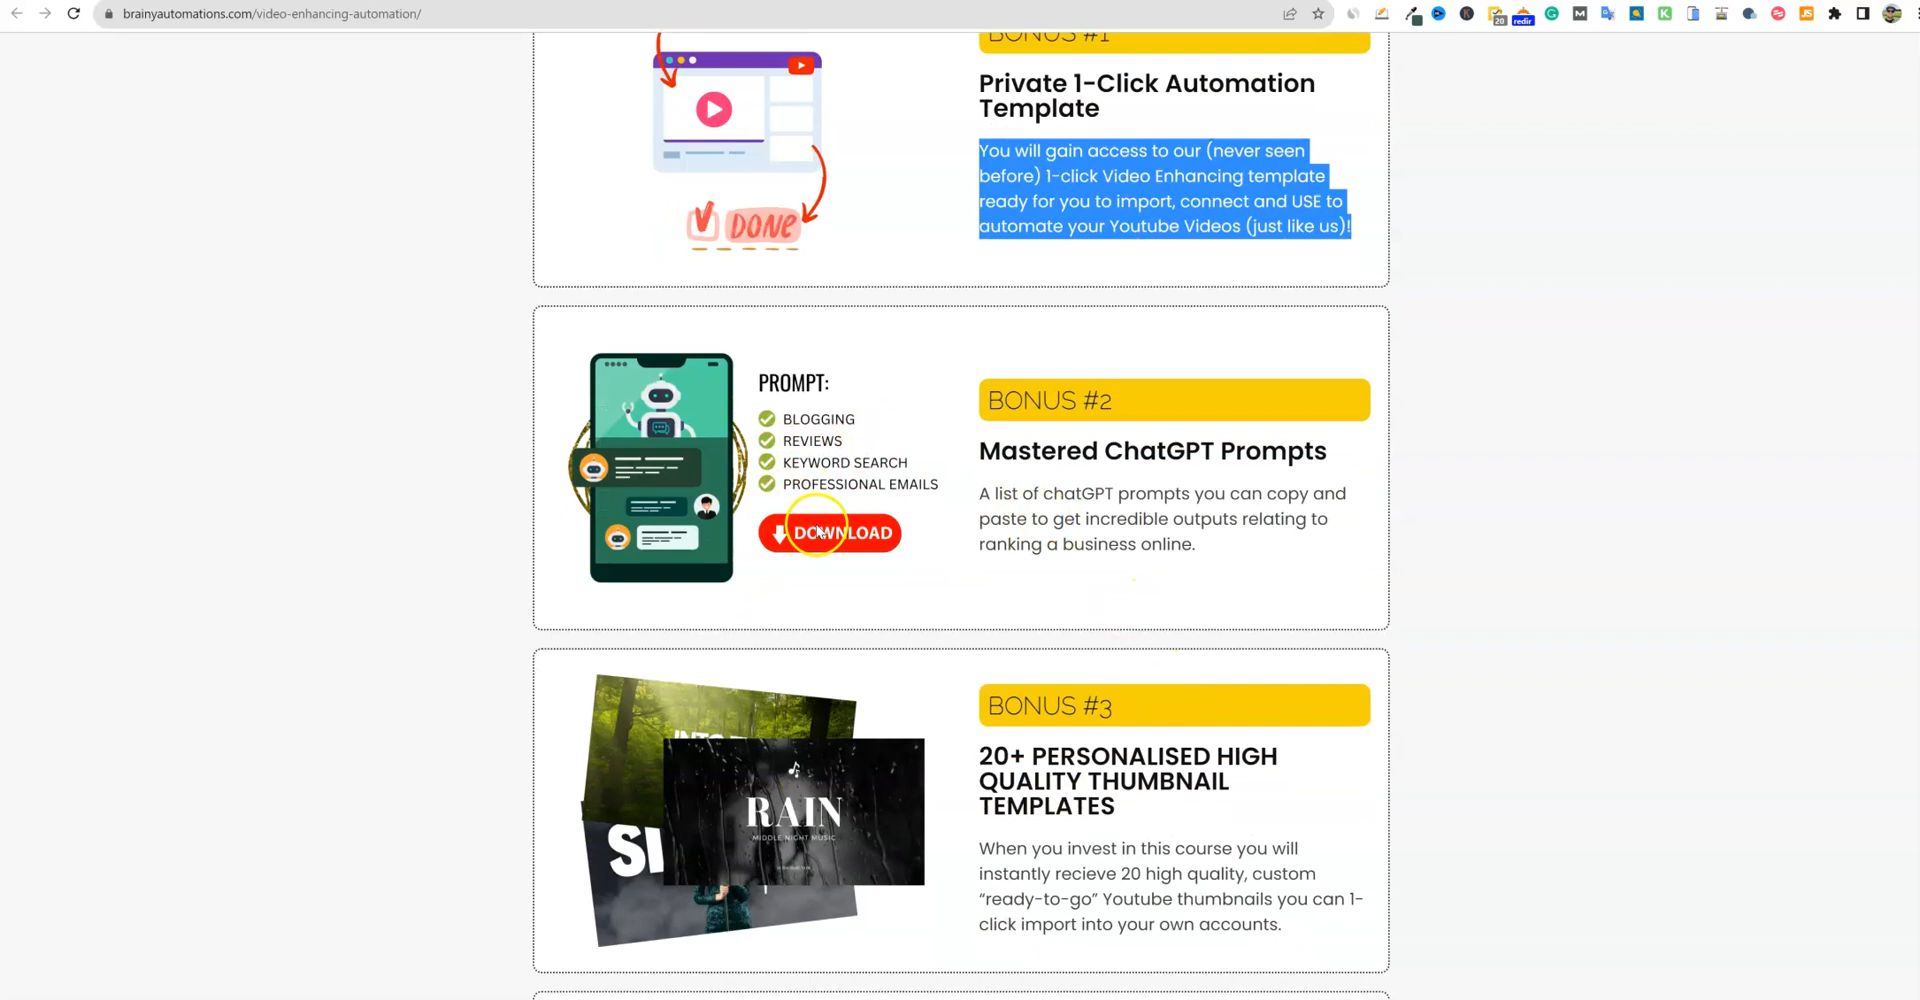 brainyautomations.com/video-enhancing-automation/
20
redir
BONUS #1
Private 1-Click Automation
Template
You will gain access to our (never seen
before) 1-click Video Enhancing template
ready for you to import, connect and USE to
automate your Youtube Videos (just like us)!
DONE
PROMPT:
BLOGGING
REVIEWS
KEYWORD SEARCH
PROFESSIONAL EMAILS
DOWNLOAD
BONUS #2
Mastered ChatGPT Prompts
A list of chatGPT prompts you can copy and
paste to get incredible outputs relating to
ranking a business online.
RAIN
MIDDLE NIGHT MUSIC
BONUS #3
20+ PERSONALISED HIGH
QUALITY THUMBNAIL
TEMPLATES
When you invest in this course you will
instantly recieve 20 high quality, custom
“ready-to-go” Youtube thumbnails you can 1-
click import into your own accounts.